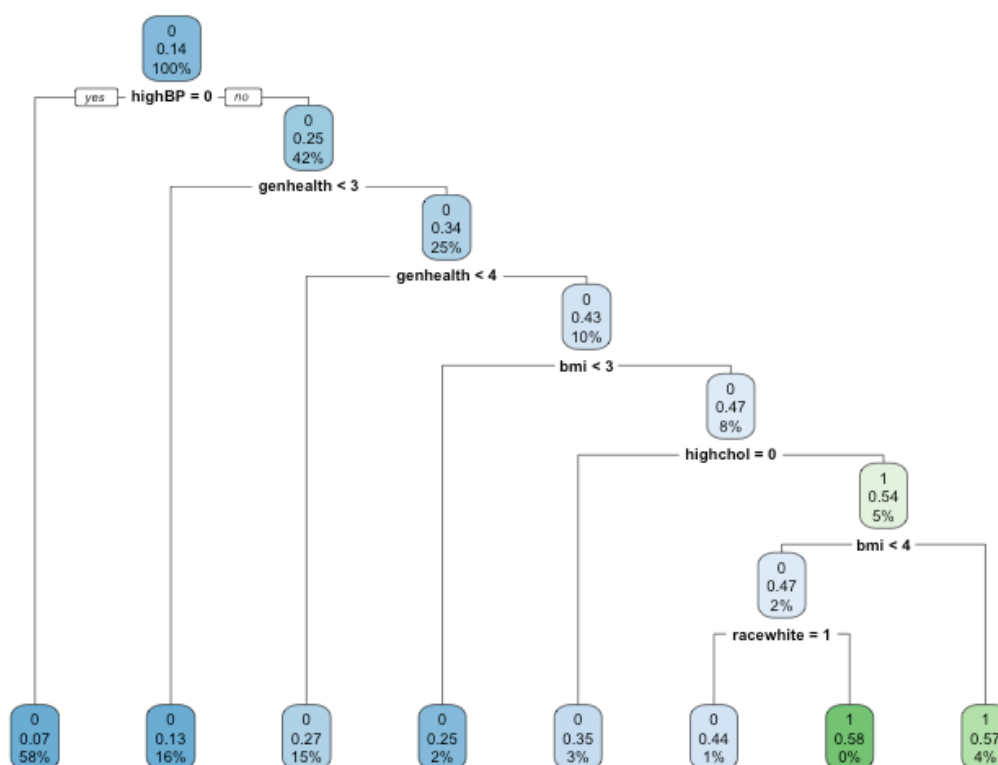 0
0.14
100%
yes highBP = 0 no
0
0.25
42%
genhealth < 3
0
0.34
25%
genhealth < 4
0
0.43
10%
bmi < 3
0
0.47
8%
highchol = 0
1
0.54
5%
bmi < 4
0
0.47
2%
racewhite = 1
0 0 0 0 0 0 1 1
0.07 0.13 0.27 0.25 0.35 0.44 0.58 0.57
58% 16% 15% 2% 3% 1% 0% 4%